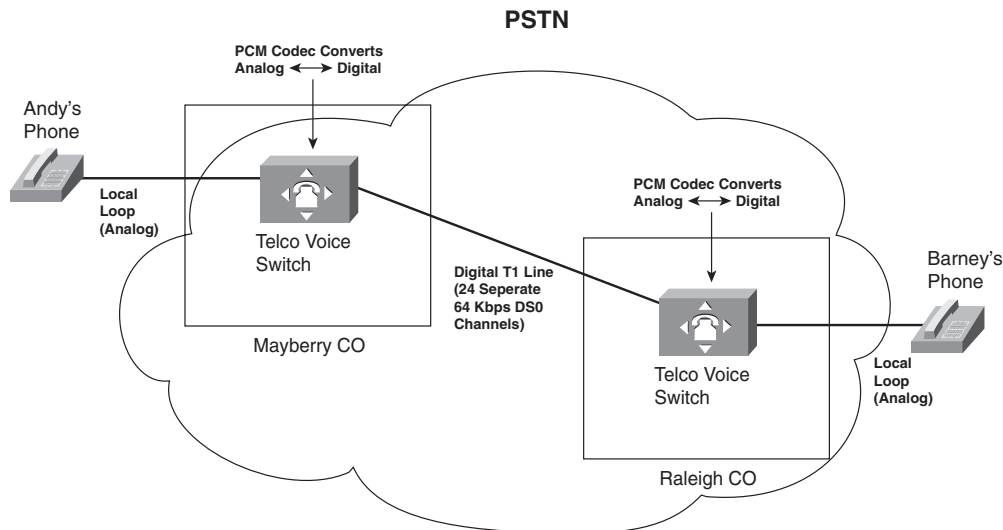 PSTN
PCM Codec Converts
Analog ↔ Digital
Andy's
Phone
Local
Loop
(Analog)
Telco Voice
Switch
Mayberry CO
Digital T1 Line
(24 Seperate
64 Kbps DS0
Channels)
PCM Codec Converts
Analog ↔ Digital
Telco Voice
Switch
Raleigh CO
Barney's
Phone
Local
Loop
(Analog)